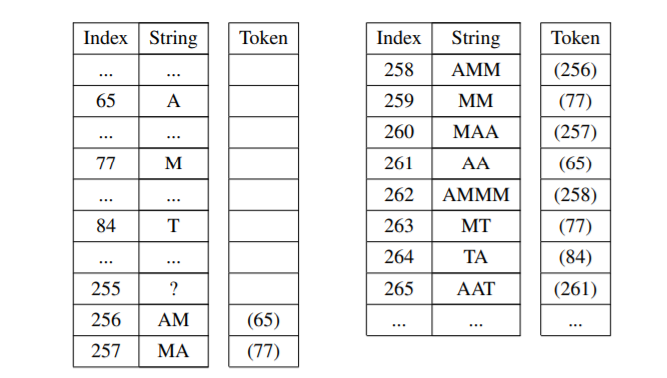 Index String Token
... ...
65 A
... ...
77 M
... ...
84 T
... ...
255 ?
256 AM (65)
257 MA (77)
Index String Token
258 AMM (256)
259 MM (77)
260 MAA (257)
261 AA (65)
262 AMMM (258)
263 MT (77)
264 TA (84)
265 AAT (261)
... ... ...